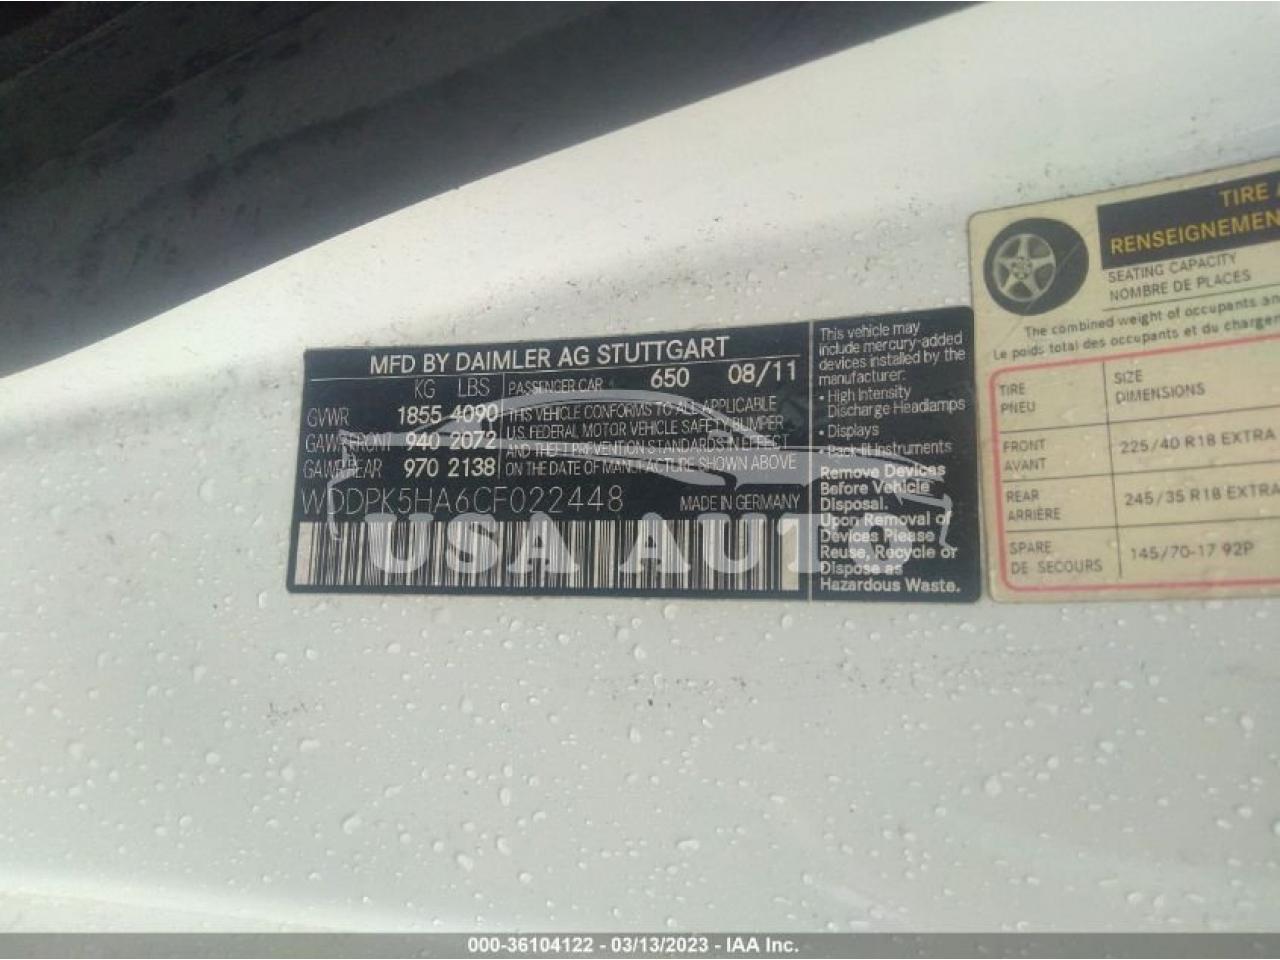 MFD BY DAIMLER AG STUTTGART
KG LBS PASSENGER CAR 650 08/11
GVWR 1855 4090
GAWR FRONT 940 2072
GAWR REAR 970 2138
THIS VEHICLE CONFORMS TO ALL APPLICABLE
U.S. FEDERAL MOTOR VEHICLE SAFETY, BUMPER
AND THEFT PREVENTION STANDARDS IN EFFECT
ON THE DATE OF MANUFACTURE SHOWN ABOVE
WDDPK5HA6CF022448 MADE IN GERMANY
This vehicle may
include mercury-added
devices installed by the
manufacturer:
• High Intensity
Discharge Headlamps
• Displays
• Back-lit Instruments
Remove Devices
Before Vehicle
Disposal.
Upon Removal of
Devices Please
Reuse, Recycle or
Dispose as
Hazardous Waste.
USA AUTO
TIRE
RENSEIGNEMEN
SEATING CAPACITY
NOMBRE DE PLACES
The combined weight of occupants an
Le poids total des occupants et du charge
TIRE SIZE
PNEU DIMENSIONS
FRONT 225/40 R18 EXTRA
AVANT
REAR 245/35 R18 EXTRA
ARRIÈRE
SPARE 145/70-17 92P
DE SECOURS
000-36104122 - 03/13/2023 - IAA Inc.